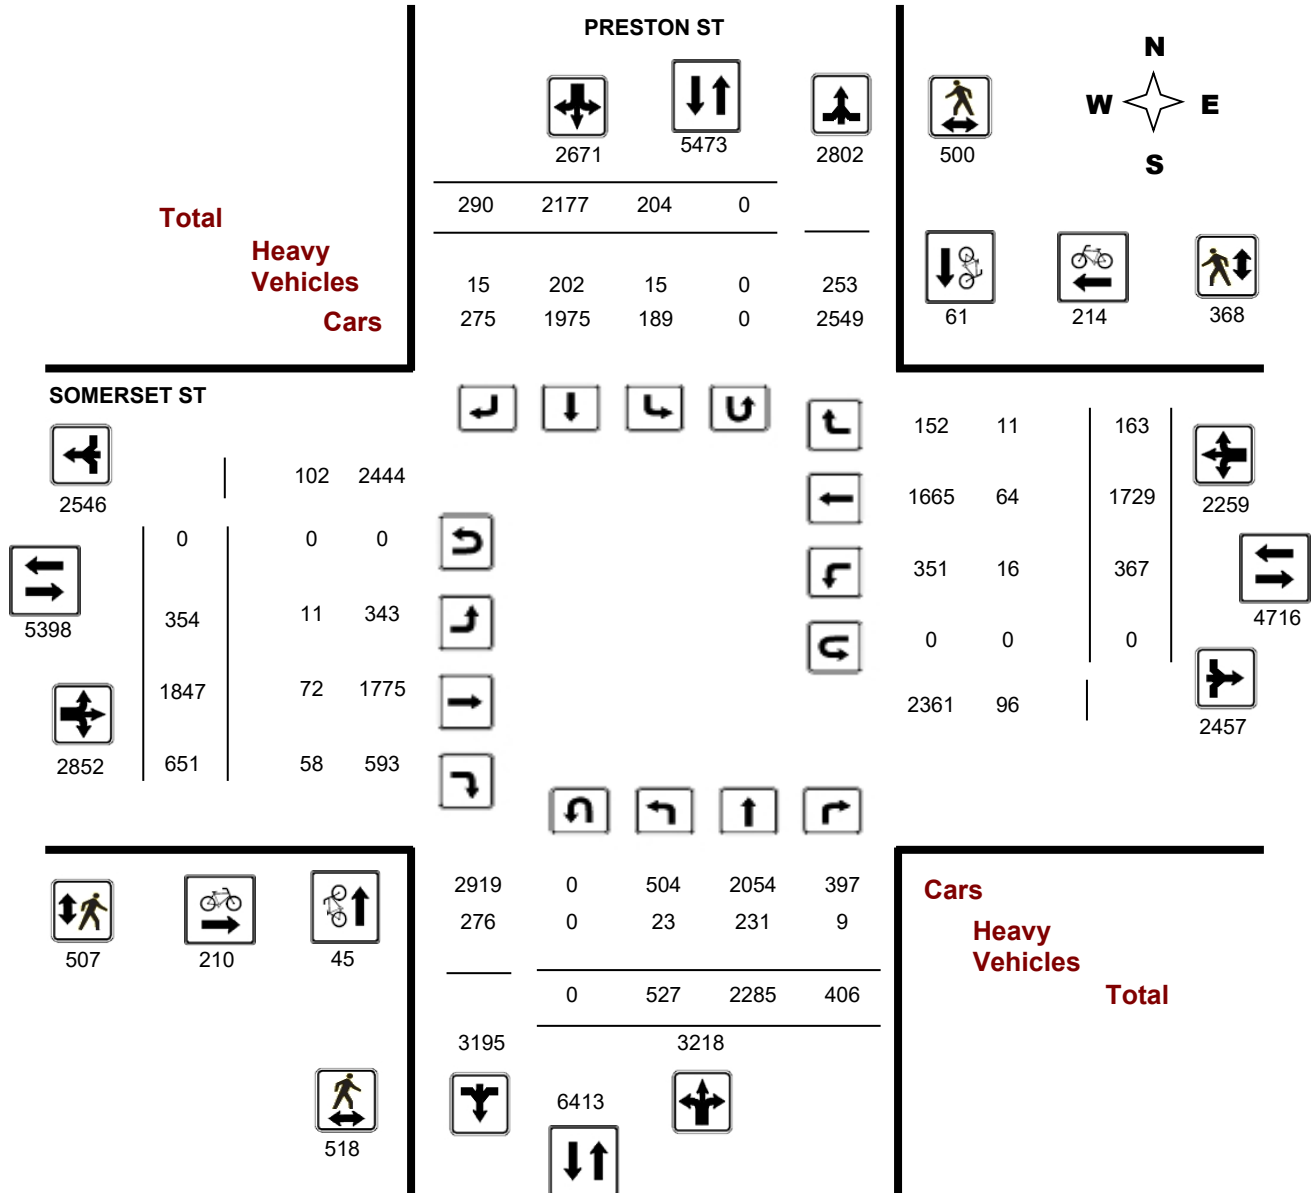 PRESTON ST
N
W E
S
2671 5473 2802 500
290 2177 204 0
Total
Heavy
Vehicles
15 202 15 0 253
Cars
275 1975 189 0 2549
61 214 368
SOMERSET ST
152 11 163
102 2444
2546
1665 64 1729 2259
0 0 0
351 16 367
354 11 343
5398
4716
0 0 0
1847 72 1775
2361 96
2457
2852 651 58 593
2919 0 504 2054 397
Cars
276 0 23 231 9
Heavy
Vehicles
507 210 45
0 527 2285 406
Total
3195 3218
6413
518